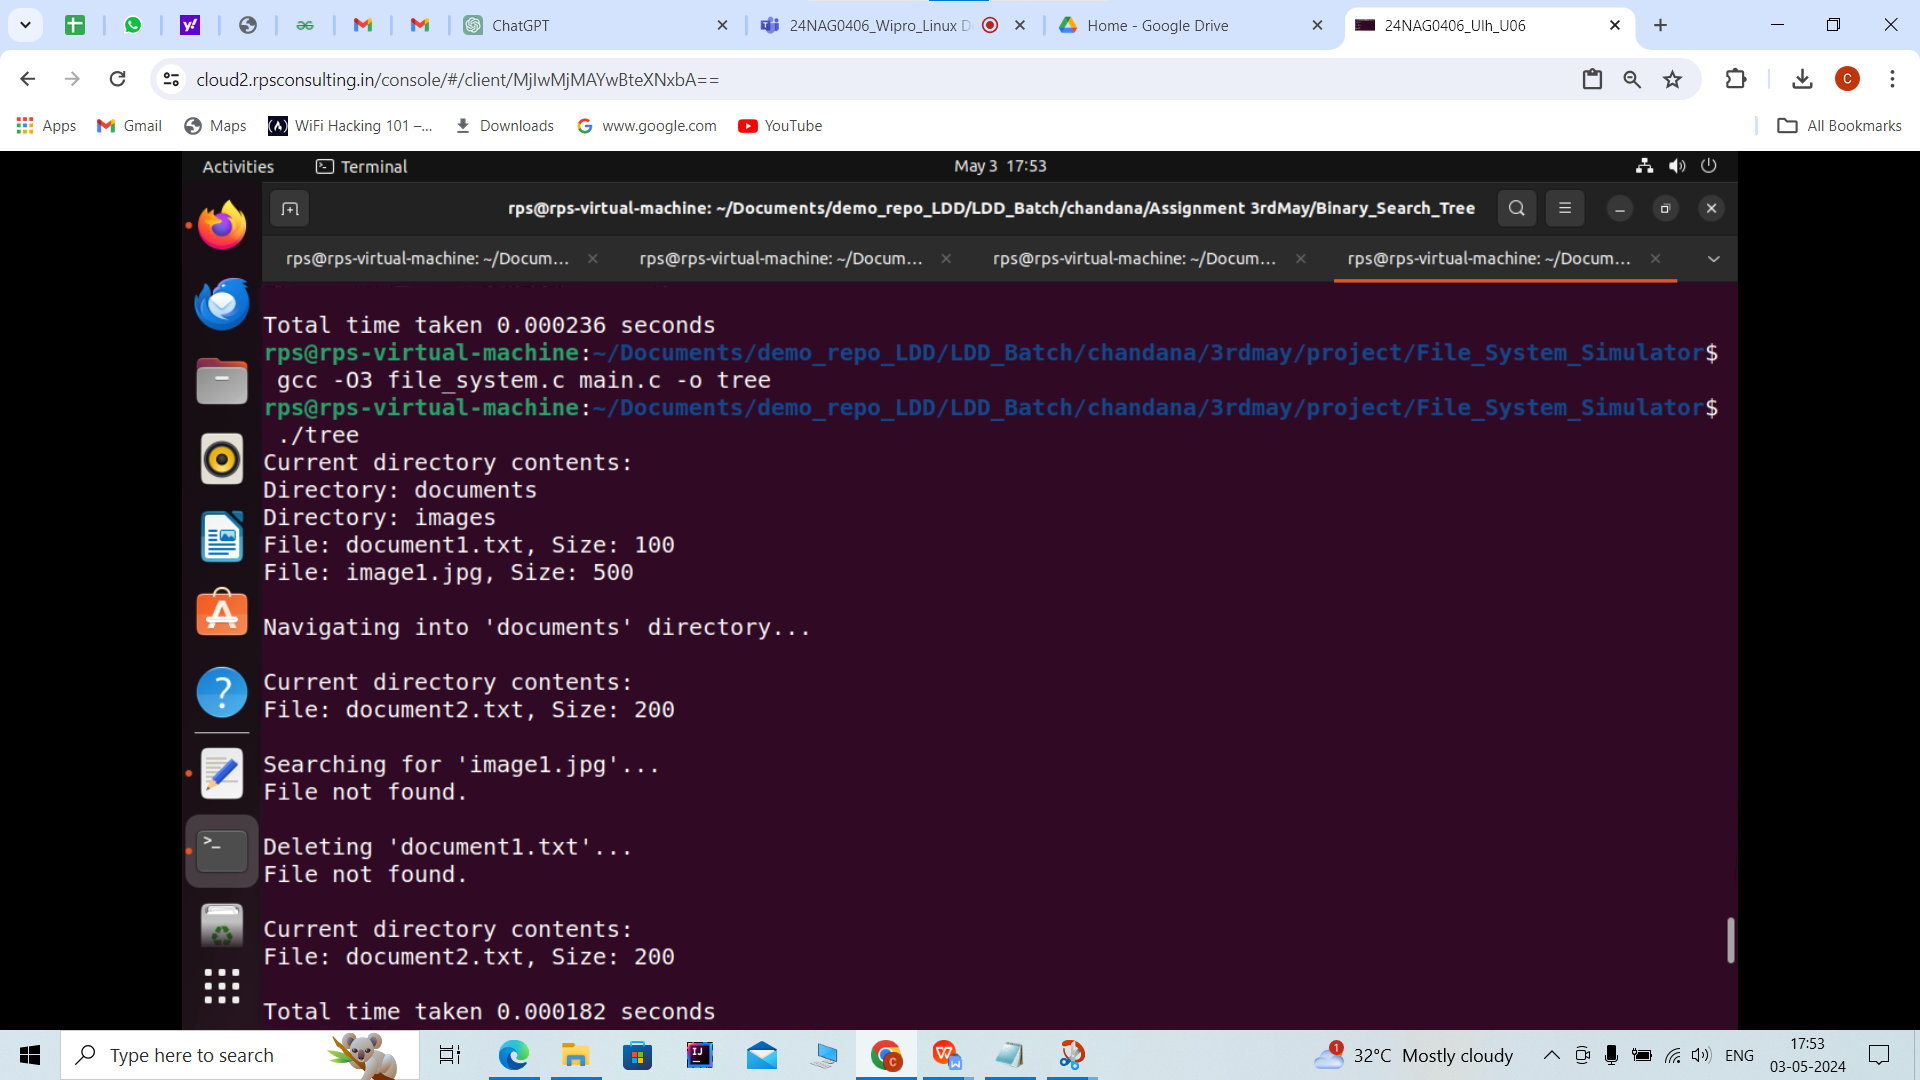 ChatGPT
24NAG0406_Wipro_Linux D
Home - Google Drive
24NAG0406_Ulh_U06
cloud2.rpsconsulting.in/console/#/client/MjIwMjMAYwBteXNxbA==
C
Apps
Gmail
Maps
WiFi Hacking 101 –...
Downloads
www.google.com
YouTube
All Bookmarks
Activities
Terminal
May 3 17:53
rps@rps-virtual-machine: ~/Documents/demo_repo_LDD/LDD_Batch/chandana/Assignment 3rdMay/Binary_Search_Tree
rps@rps-virtual-machine: ~/Docum...
rps@rps-virtual-machine: ~/Docum...
rps@rps-virtual-machine: ~/Docum...
rps@rps-virtual-machine: ~/Docum...
Total time taken 0.000236 seconds
rps@rps-virtual-machine:~/Documents/demo_repo_LDD/LDD_Batch/chandana/3rdmay/project/File_System_Simulator$
gcc -O3 file_system.c main.c -o tree
rps@rps-virtual-machine:~/Documents/demo_repo_LDD/LDD_Batch/chandana/3rdmay/project/File_System_Simulator$
./tree
Current directory contents:
Directory: documents
Directory: images
File: document1.txt, Size: 100
File: image1.jpg, Size: 500
Navigating into 'documents' directory...
Current directory contents:
File: document2.txt, Size: 200
Searching for 'image1.jpg'...
File not found.
Deleting 'document1.txt'...
File not found.
Current directory contents:
File: document2.txt, Size: 200
Total time taken 0.000182 seconds
Type here to search
1
32°C Mostly cloudy
ENG
17:53
03-05-2024